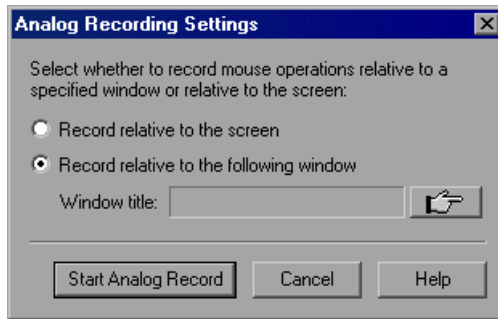 Analog Recording Settings
Select whether to record mouse operations relative to a
specified window or relative to the screen:
Record relative to the screen
Record relative to the following window
Window title:
Start Analog Record Cancel Help